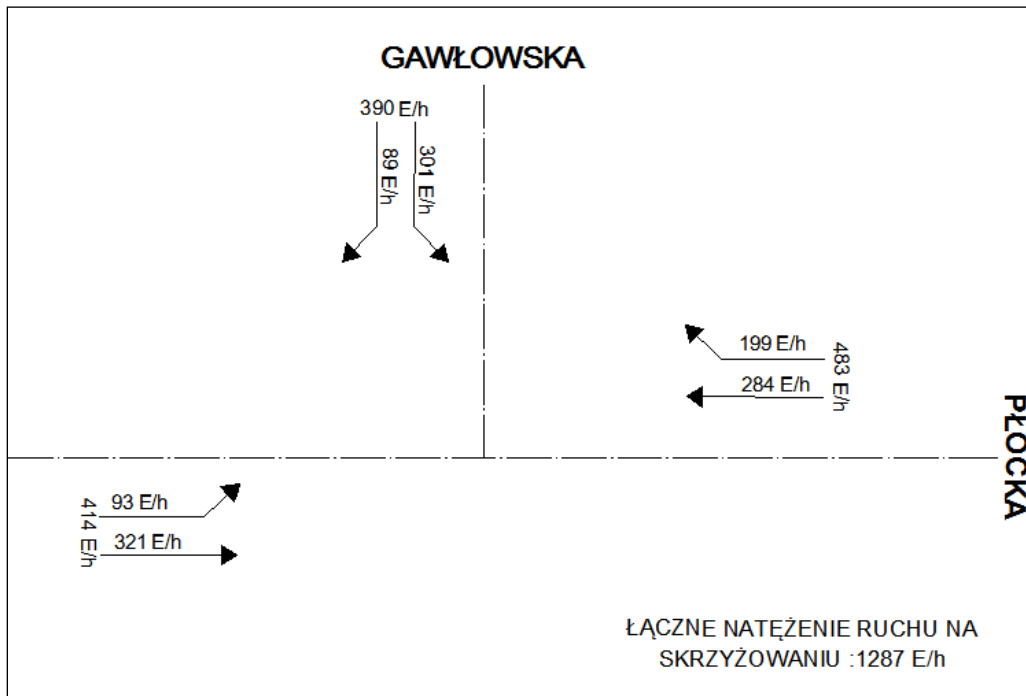 GAWŁOWSKA
390 E/h
89 E/h
301 E/h
199 E/h
284 E/h
483 E/h
PŁOCKA
93 E/h
321 E/h
414 E/h
ŁĄCZNE NATĘŻENIE RUCHU NA
SKRZYŻOWANIU :1287 E/h